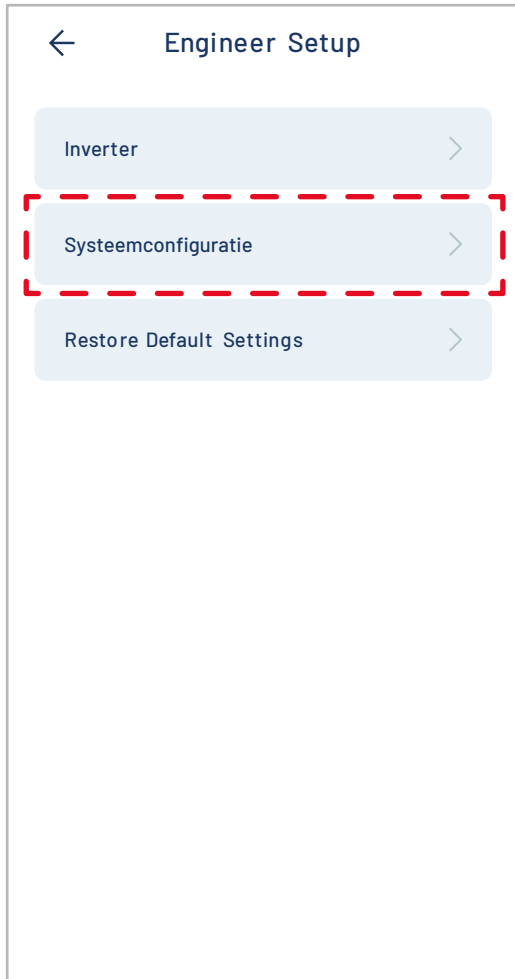 Engineer Setup
Inverter
Systeemconfiguratie
Restore Default Settings